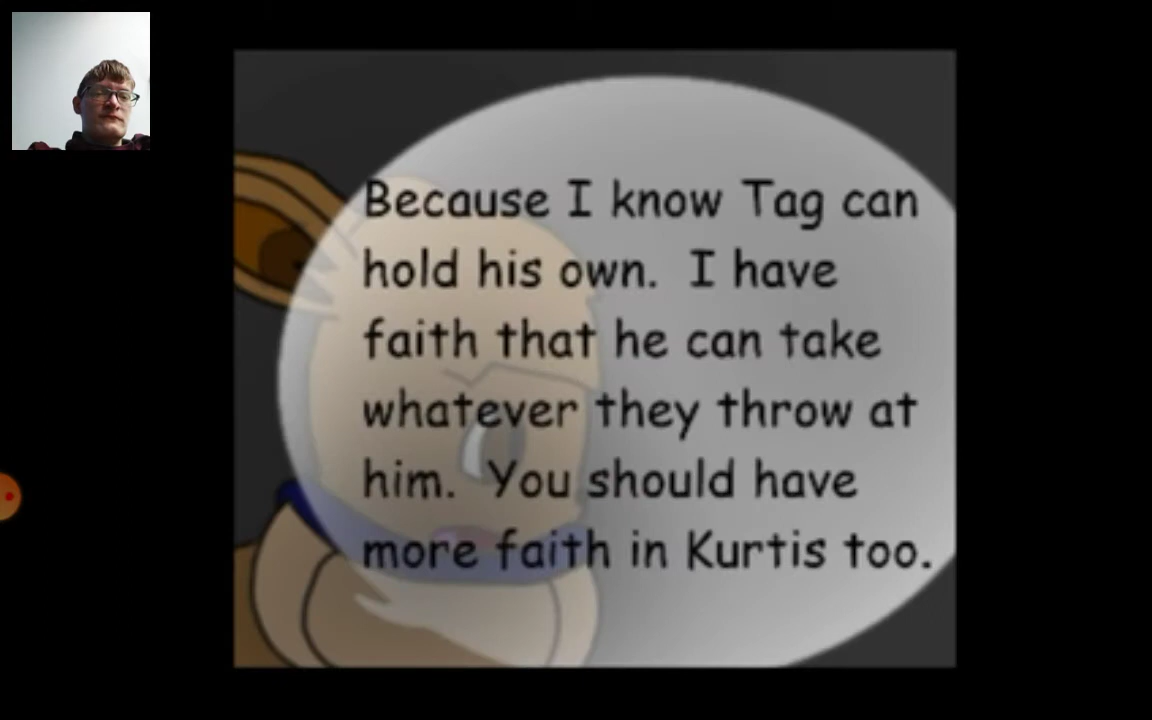 Because I know Tag can
hold his own. I have
faith that he can take
whatever they throw at
him. You should have
more faith in Kurtis too.